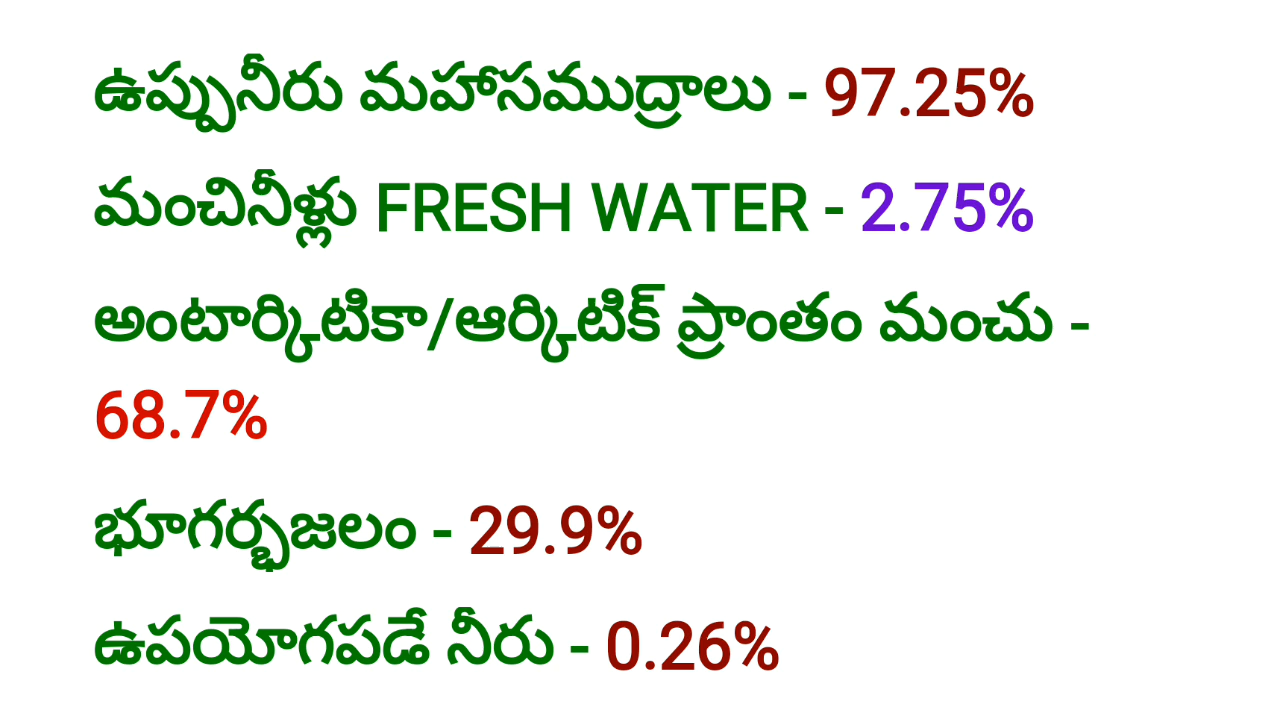 ఉప్పునీరు మహాసముద్రాలు - 97.25%
మంచినీళ్లు FRESH WATER - 2.75%
అంటార్కిటికా/ఆర్కిటిక్ ప్రాంతం మంచు -
68.7%
భూగర్భజలం - 29.9%
ఉపయోగపడే నీరు - 0.26%